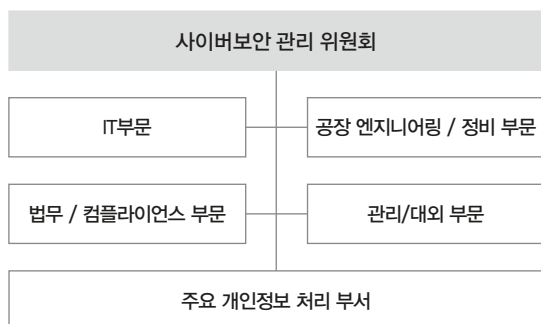 사이버보안 관리 위원회
IT부문
공장 엔지니어링 / 정비 부문
법무 / 컴플라이언스 부문
관리/대외 부문
주요 개인정보 처리 부서